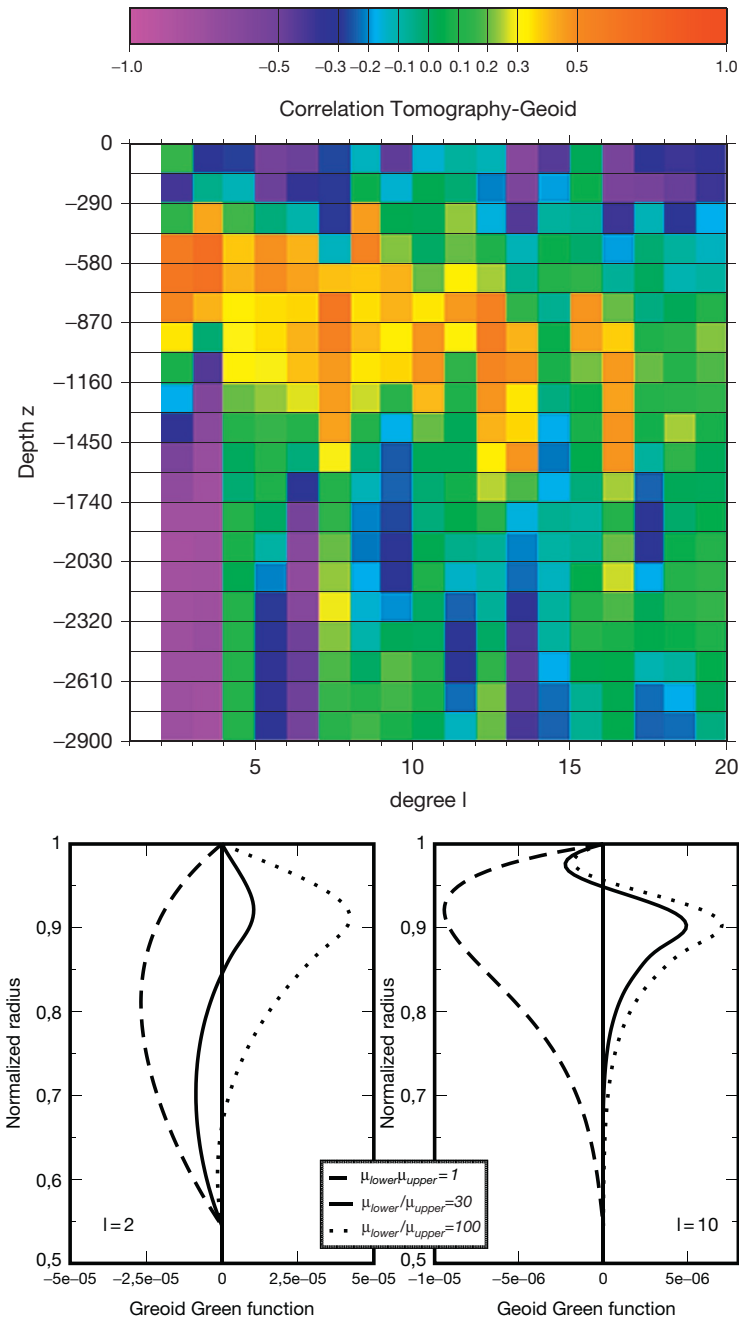 −1.0 −0.5 −0.3 −0.2 −0.1 0.0 0.1 0.2 0.3 0.5 1.0
Correlation Tomography-Geoid
0
−290
−580
−870
−1160
−1450
−1740
−2030
−2320
−2610
−2900
Depth z
5 10 15 20
degree l
1
0,9
0,8
0,7
0,6
0,5
Normalized radius
l=2
−5e−05 −2,5e−05 0 2,5e−05 5e−05
Greoid Green function
μlowerμupper=1
μlower/μupper=30
μlower/μupper=100
1
0,9
0,8
0,7
0,6
0,5
Normalized radius
l=10
−1e−05 −5e−06 0 5e−06
Geoid Green function